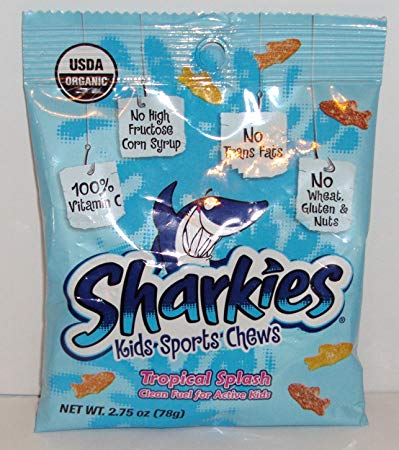 USDA
ORGANIC
No High
Fructose
Corn Syrup
No
Trans Fats
100%
Vitamin C
No
Wheat,
Gluten &
Nuts
Sharkies®
Kids Sports Chews
Tropical Splash
Clean Fuel for Active Kids
NET WT. 2.75 oz (78g)